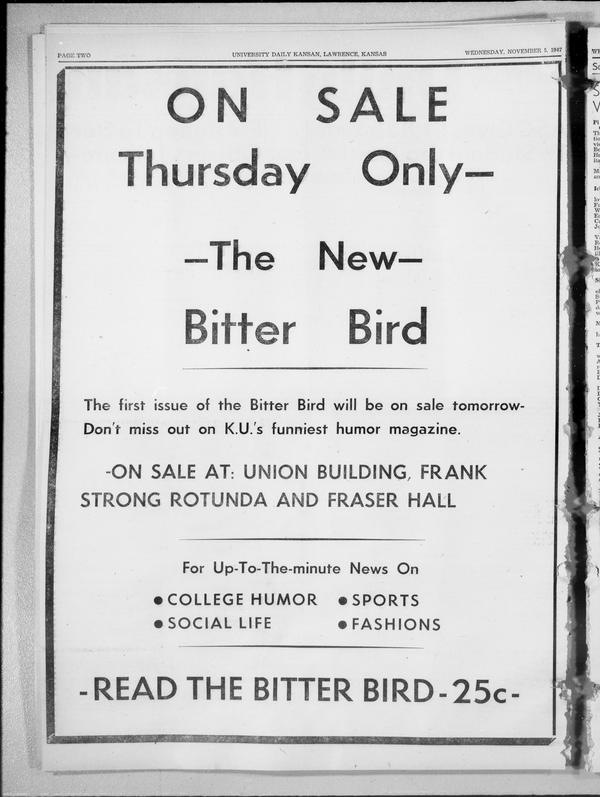 PAGE TWO UNIVERSITY DAILY KANSAN, LAWRENCE, KANSAS WEDNESDAY, NOVEMBER 5, 1947
ON SALE
Thursday Only—
—The New—
Bitter Bird
The first issue of the Bitter Bird will be on sale tomorrow-
Don't miss out on K.U.'s funniest humor magazine.
-ON SALE AT: UNION BUILDING, FRANK
STRONG ROTUNDA AND FRASER HALL
For Up-To-The-minute News On
● COLLEGE HUMOR ● SPORTS
● SOCIAL LIFE ● FASHIONS
-READ THE BITTER BIRD-25c-